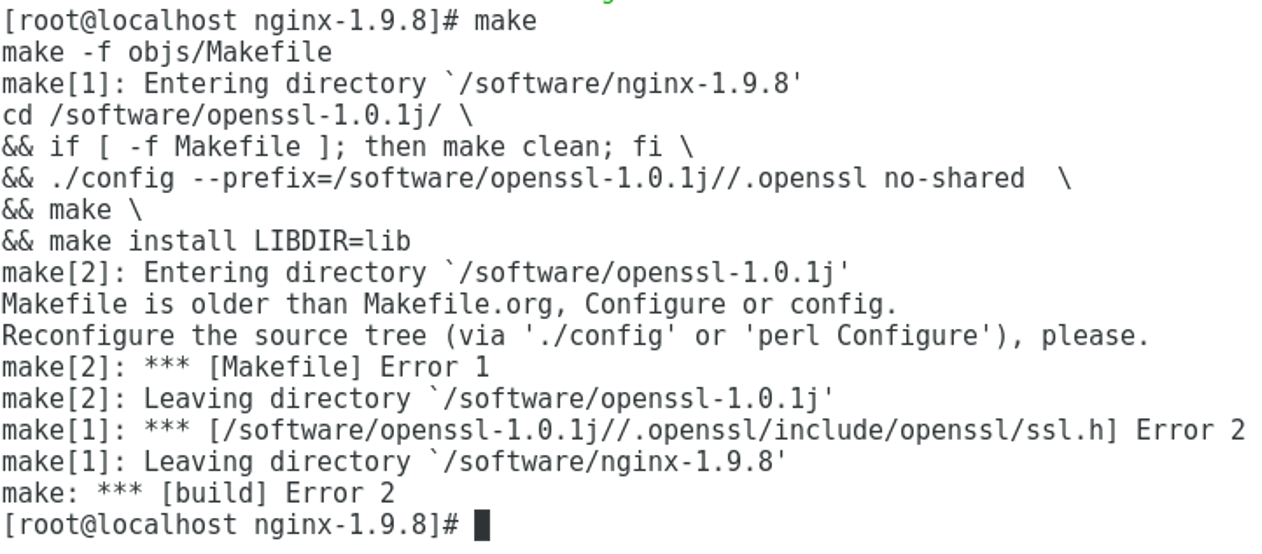 [root@localhost nginx-1.9.8]# make
make -f objs/Makefile
make[1]: Entering directory `/software/nginx-1.9.8'
cd /software/openssl-1.0.1j/ \
&& if [ -f Makefile ]; then make clean; fi \
&& ./config --prefix=/software/openssl-1.0.1j//.openssl no-shared  \
&& make \
&& make install LIBDIR=lib
make[2]: Entering directory `/software/openssl-1.0.1j'
Makefile is older than Makefile.org, Configure or config.
Reconfigure the source tree (via './config' or 'perl Configure'), please.
make[2]: *** [Makefile] Error 1
make[2]: Leaving directory `/software/openssl-1.0.1j'
make[1]: *** [/software/openssl-1.0.1j//.openssl/include/openssl/ssl.h] Error 2
make[1]: Leaving directory `/software/nginx-1.9.8'
make: *** [build] Error 2
[root@localhost nginx-1.9.8]#